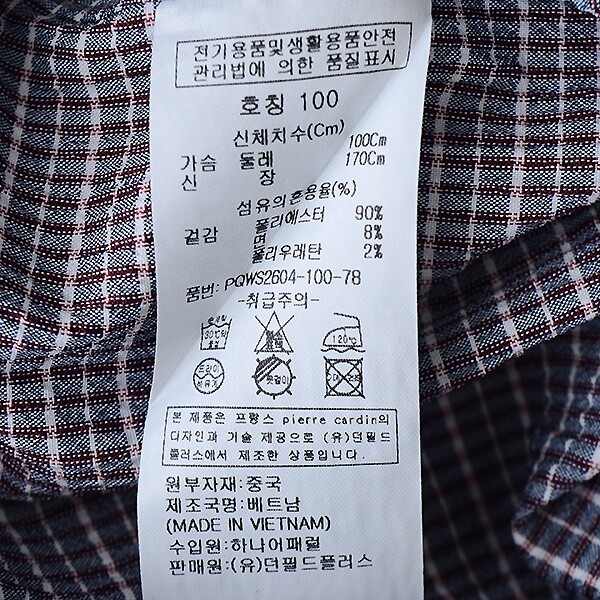 전기용품및생활용품안전
관리법에 의한 품질표시
호칭 100
신체치수(Cm)
가슴 둘레 100Cm
신 장 170Cm
섬유의혼용율(%)
겉감 폴리에스터 90%
면 8%
폴리우레탄 2%
품번: PQWS2604-100-78
-취급주의-
30℃
120℃
드라이
옷걸이
본 제품은 프랑스 pierre cardin의
디자인과 기술 제공으로 (유)던필드
플러스에서 제조한 상품입니다.
원부자재:중국
제조국명:베트남
(MADE IN VIETNAM)
수입원:하나어패럴
판매원:(유)던필드플러스